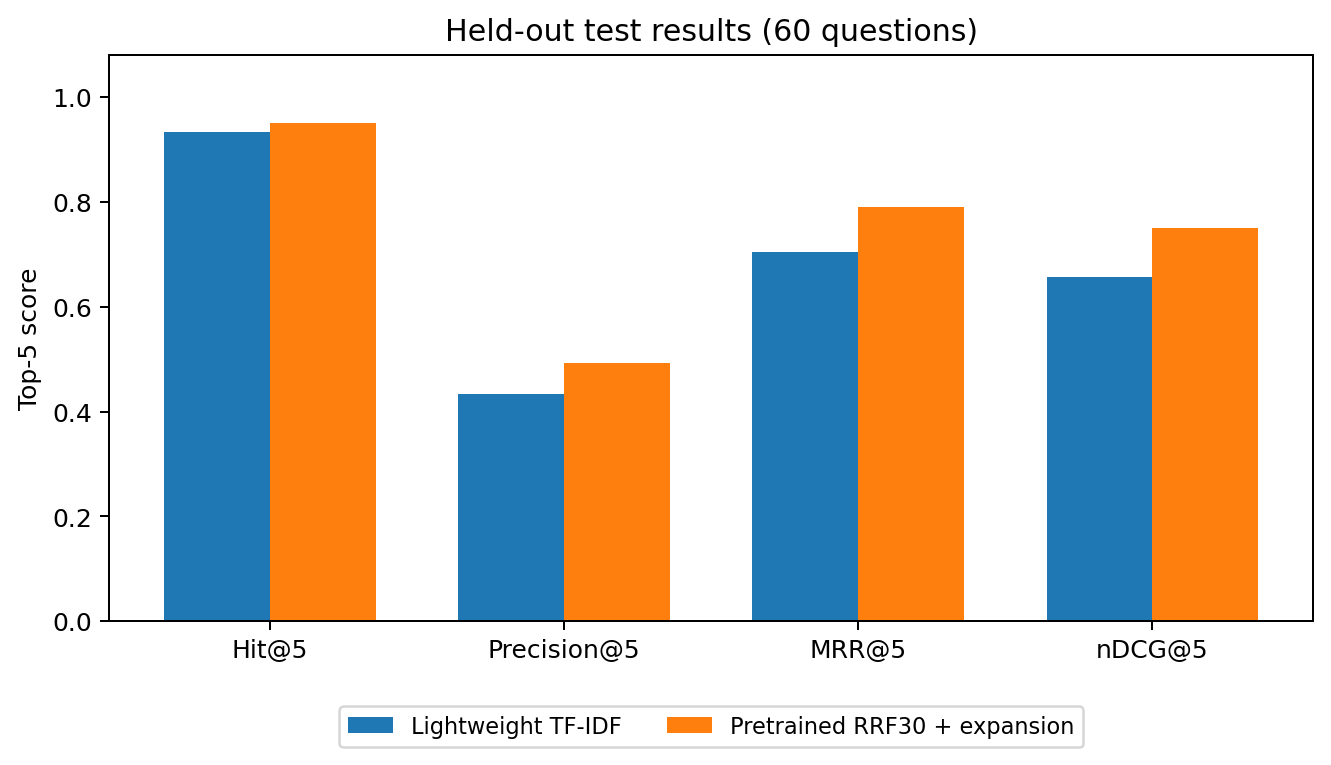 Held-out test results (60 questions)
Top-5 score
1.0
0.8
0.6
0.4
0.2
0.0
Hit@5 Precision@5 MRR@5 nDCG@5
Lightweight TF-IDF Pretrained RRF30 + expansion